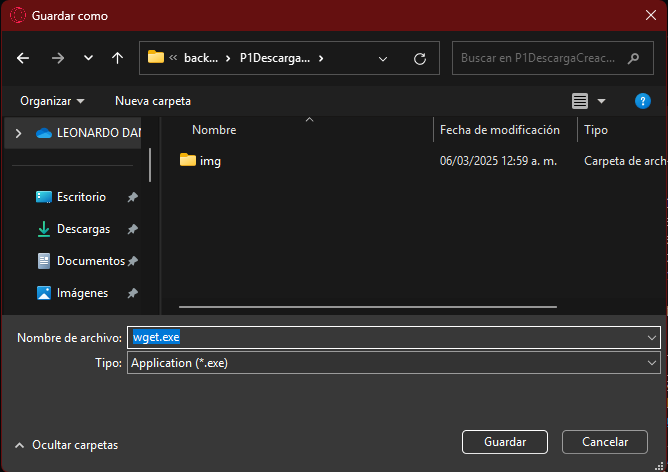 Guardar como
back... P1Descarga...
Buscar en P1DescargaCreac...
Organizar Nueva carpeta
LEONARDO DAN
Escritorio
Descargas
Documentos
Imágenes
Nombre Fecha de modificación Tipo
img 06/03/2025 12:59 a. m. Carpeta de arch
Nombre de archivo: wget.exe
Tipo: Application (*.exe)
Ocultar carpetas Guardar Cancelar